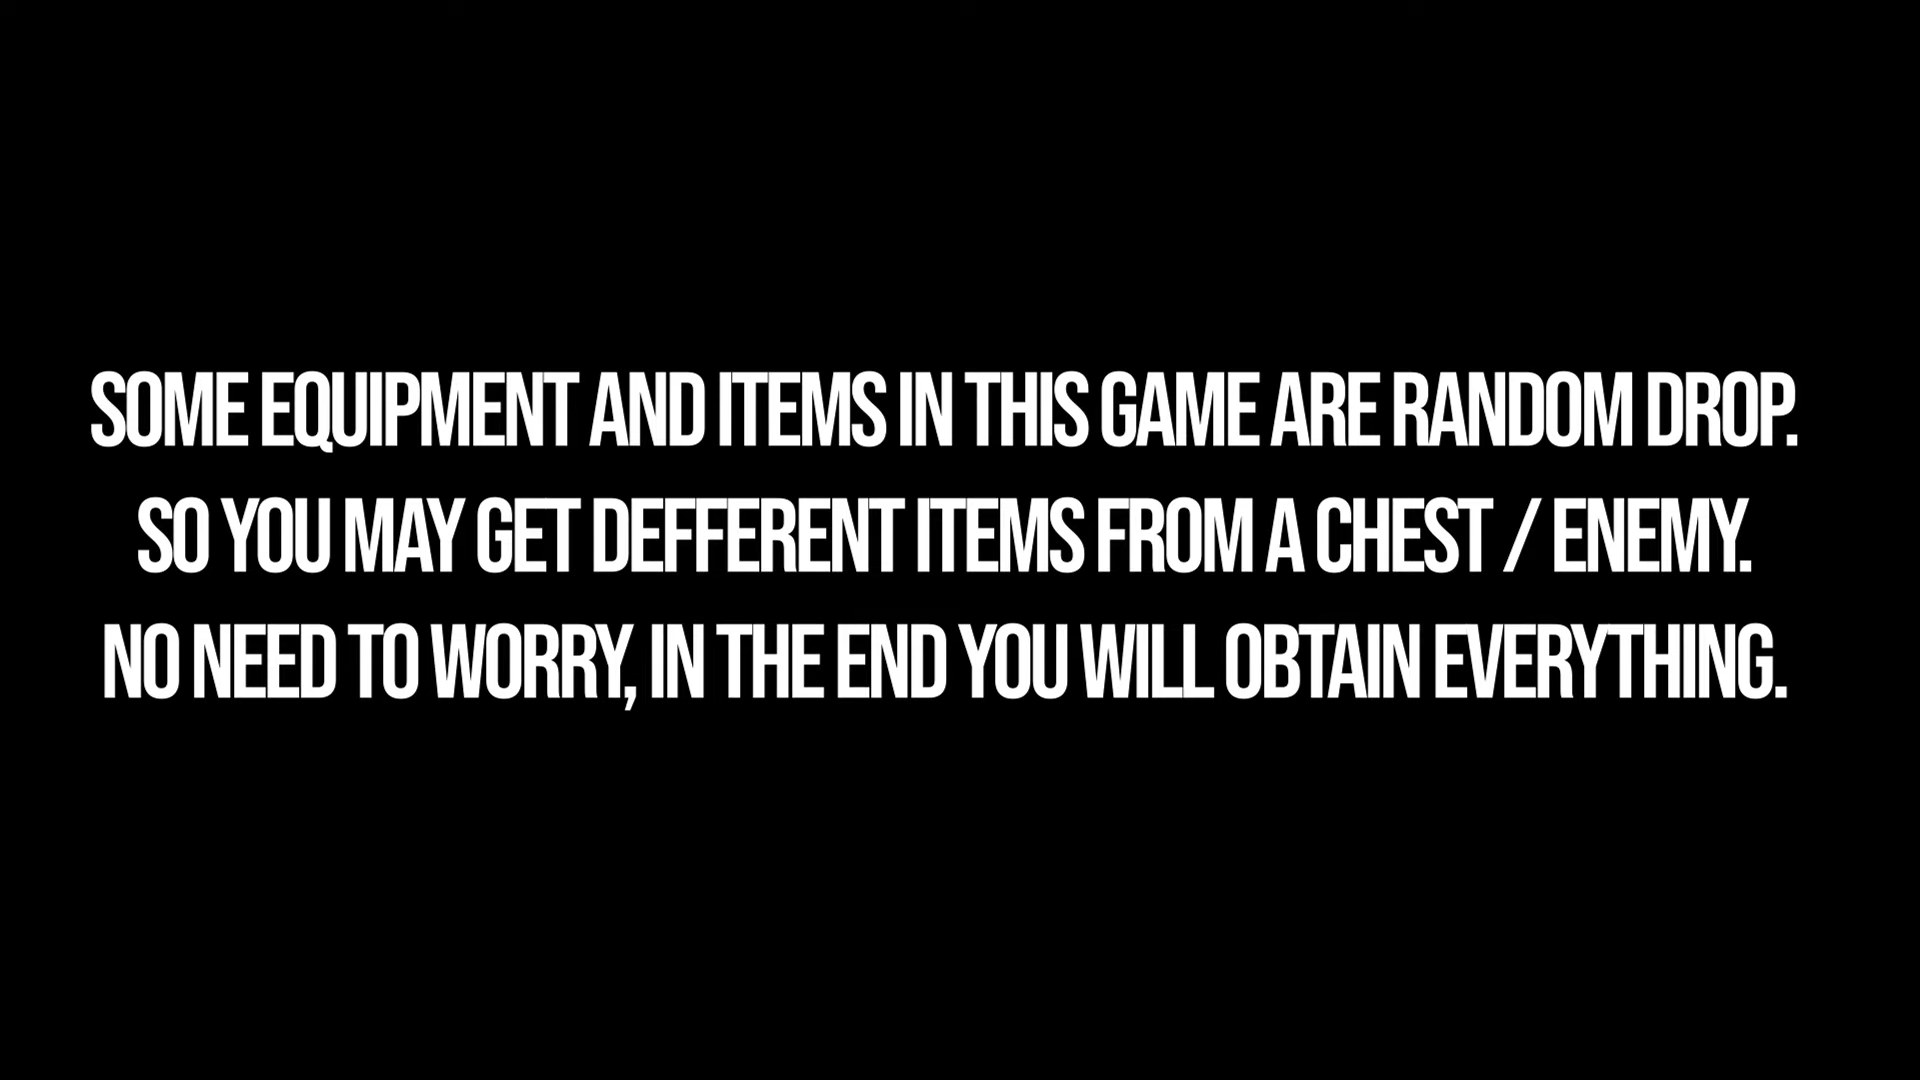 SOME EQUIPMENT AND ITEMS IN THIS GAME ARE RANDOM DROP.
SO YOU MAY GET DEFFERENT ITEMS FROM A CHEST / ENEMY.
NO NEED TO WORRY, IN THE END YOU WILL OBTAIN EVERYTHING.